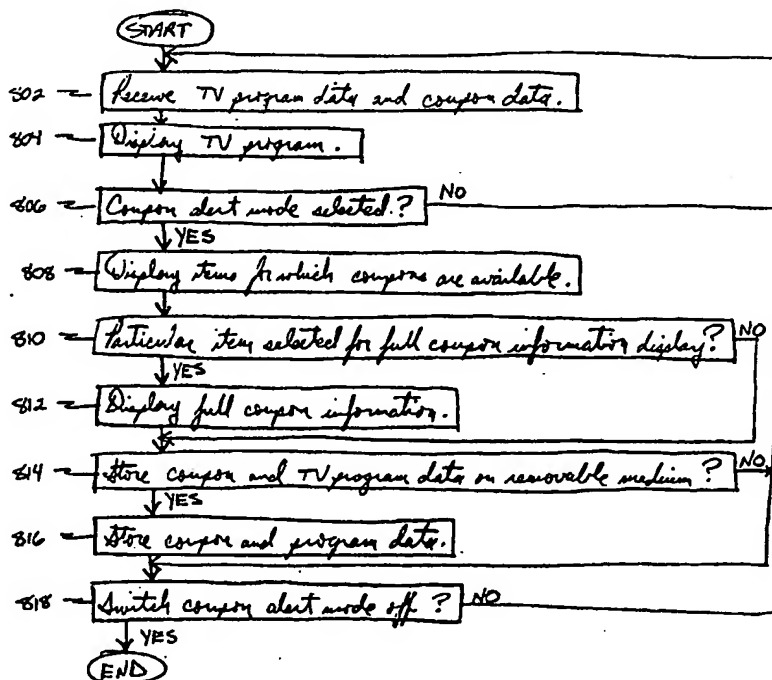 START
802 Receive TV program data and coupon data.
804 Display TV program.
806 Coupon alert mode selected? NO
YES
808 Display items for which coupons are available.
810 Particular item selected for full coupon information display? NO
YES
812 Display full coupon information.
814 Store coupon and TV program data on removable medium? NO
YES
816 Store coupon and program data.
818 Switch coupon alert mode off? NO
YES
END